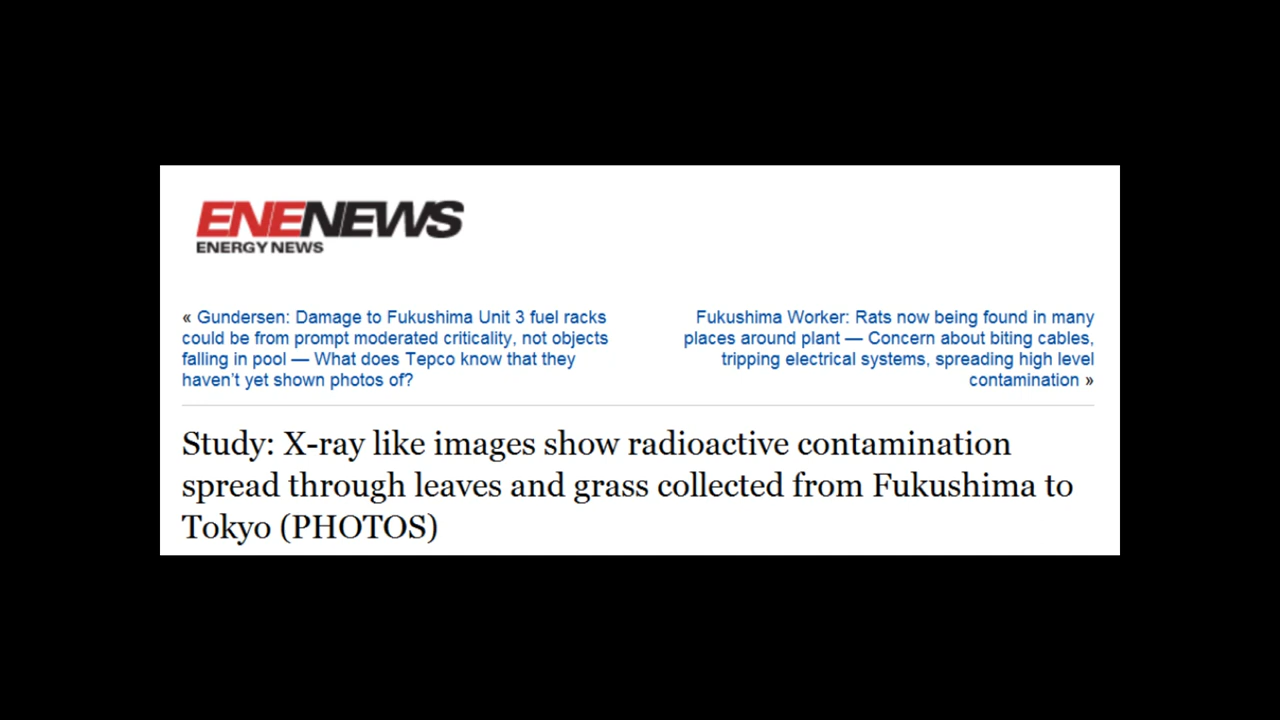 ENENEWS
ENERGY NEWS
« Gundersen: Damage to Fukushima Unit 3 fuel racks
could be from prompt moderated criticality, not objects
falling in pool — What does Tepco know that they
haven't yet shown photos of?
Fukushima Worker: Rats now being found in many
places around plant — Concern about biting cables,
tripping electrical systems, spreading high level
contamination »
Study: X-ray like images show radioactive contamination
spread through leaves and grass collected from Fukushima to
Tokyo (PHOTOS)